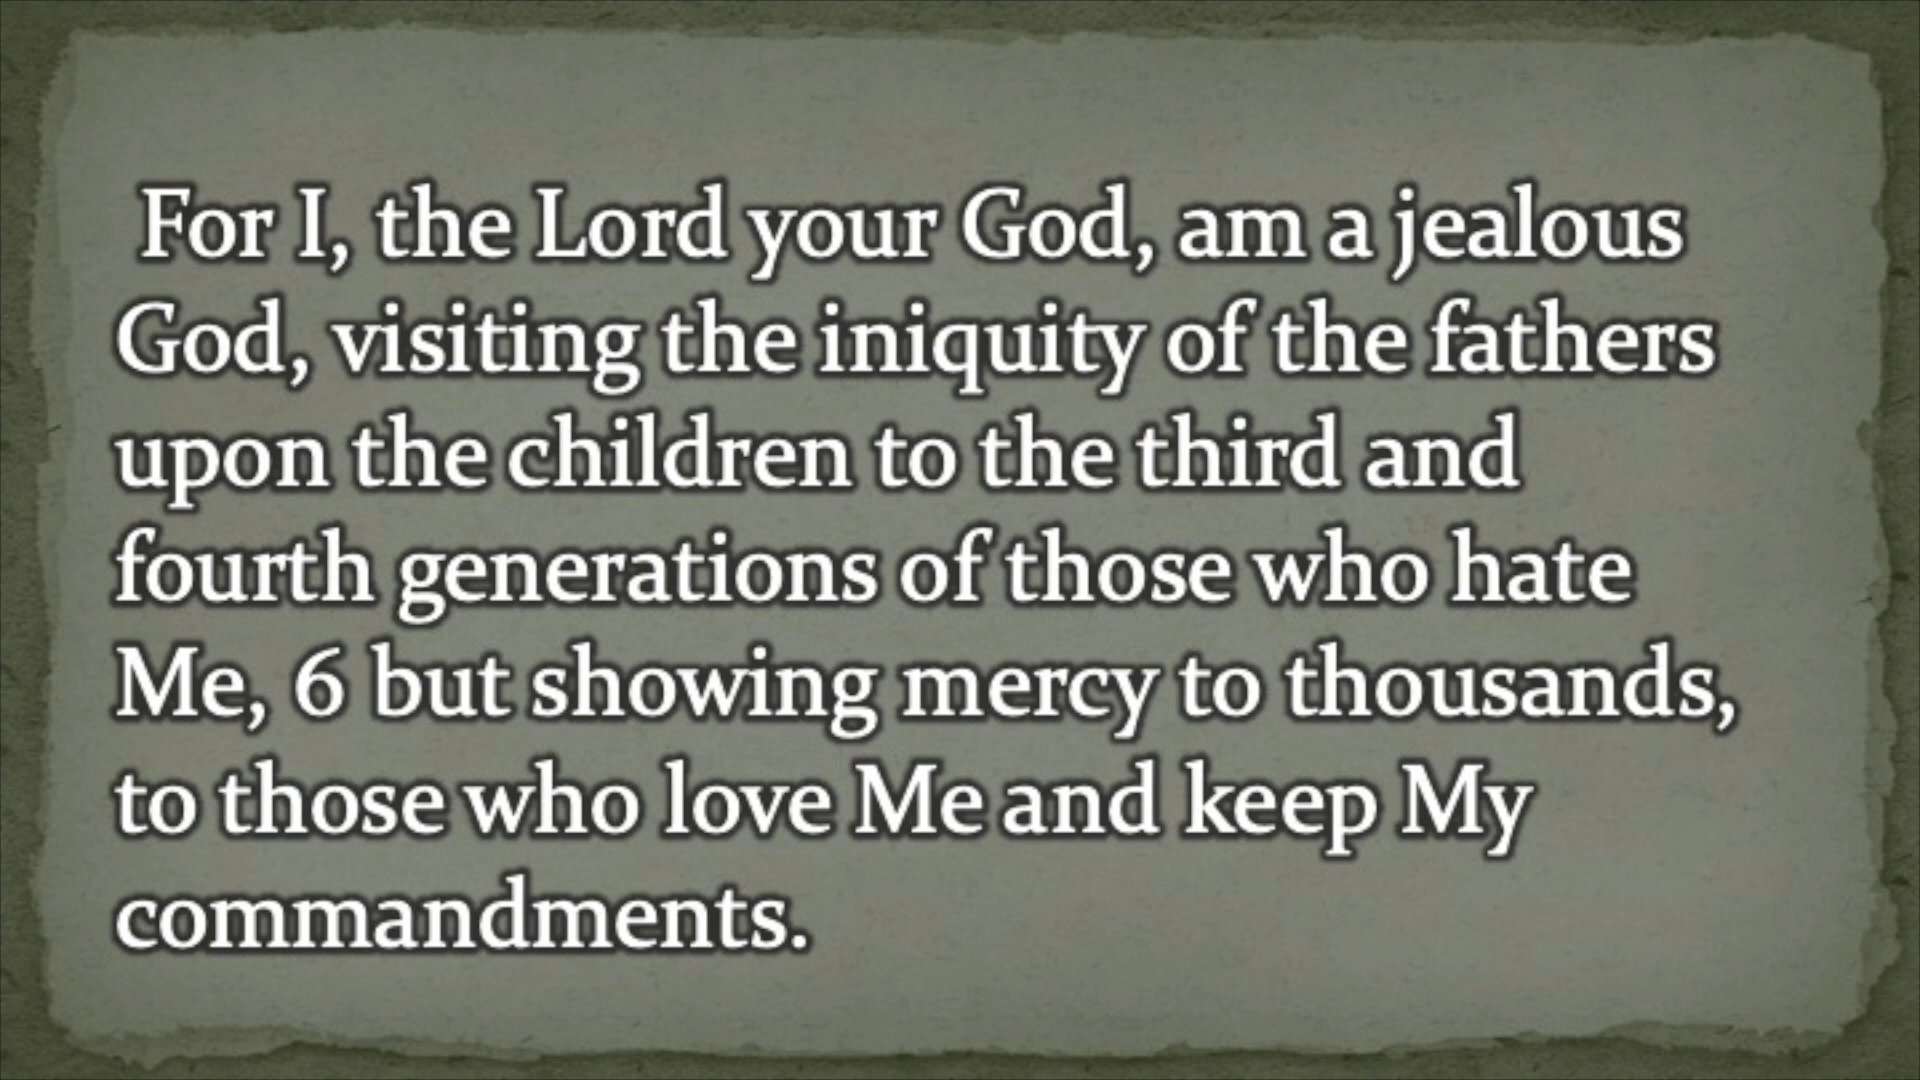 For I, the Lord your God, am a jealous
God, visiting the iniquity of the fathers
upon the children to the third and
fourth generations of those who hate
Me, 6 but showing mercy to thousands,
to those who love Me and keep My
commandments.